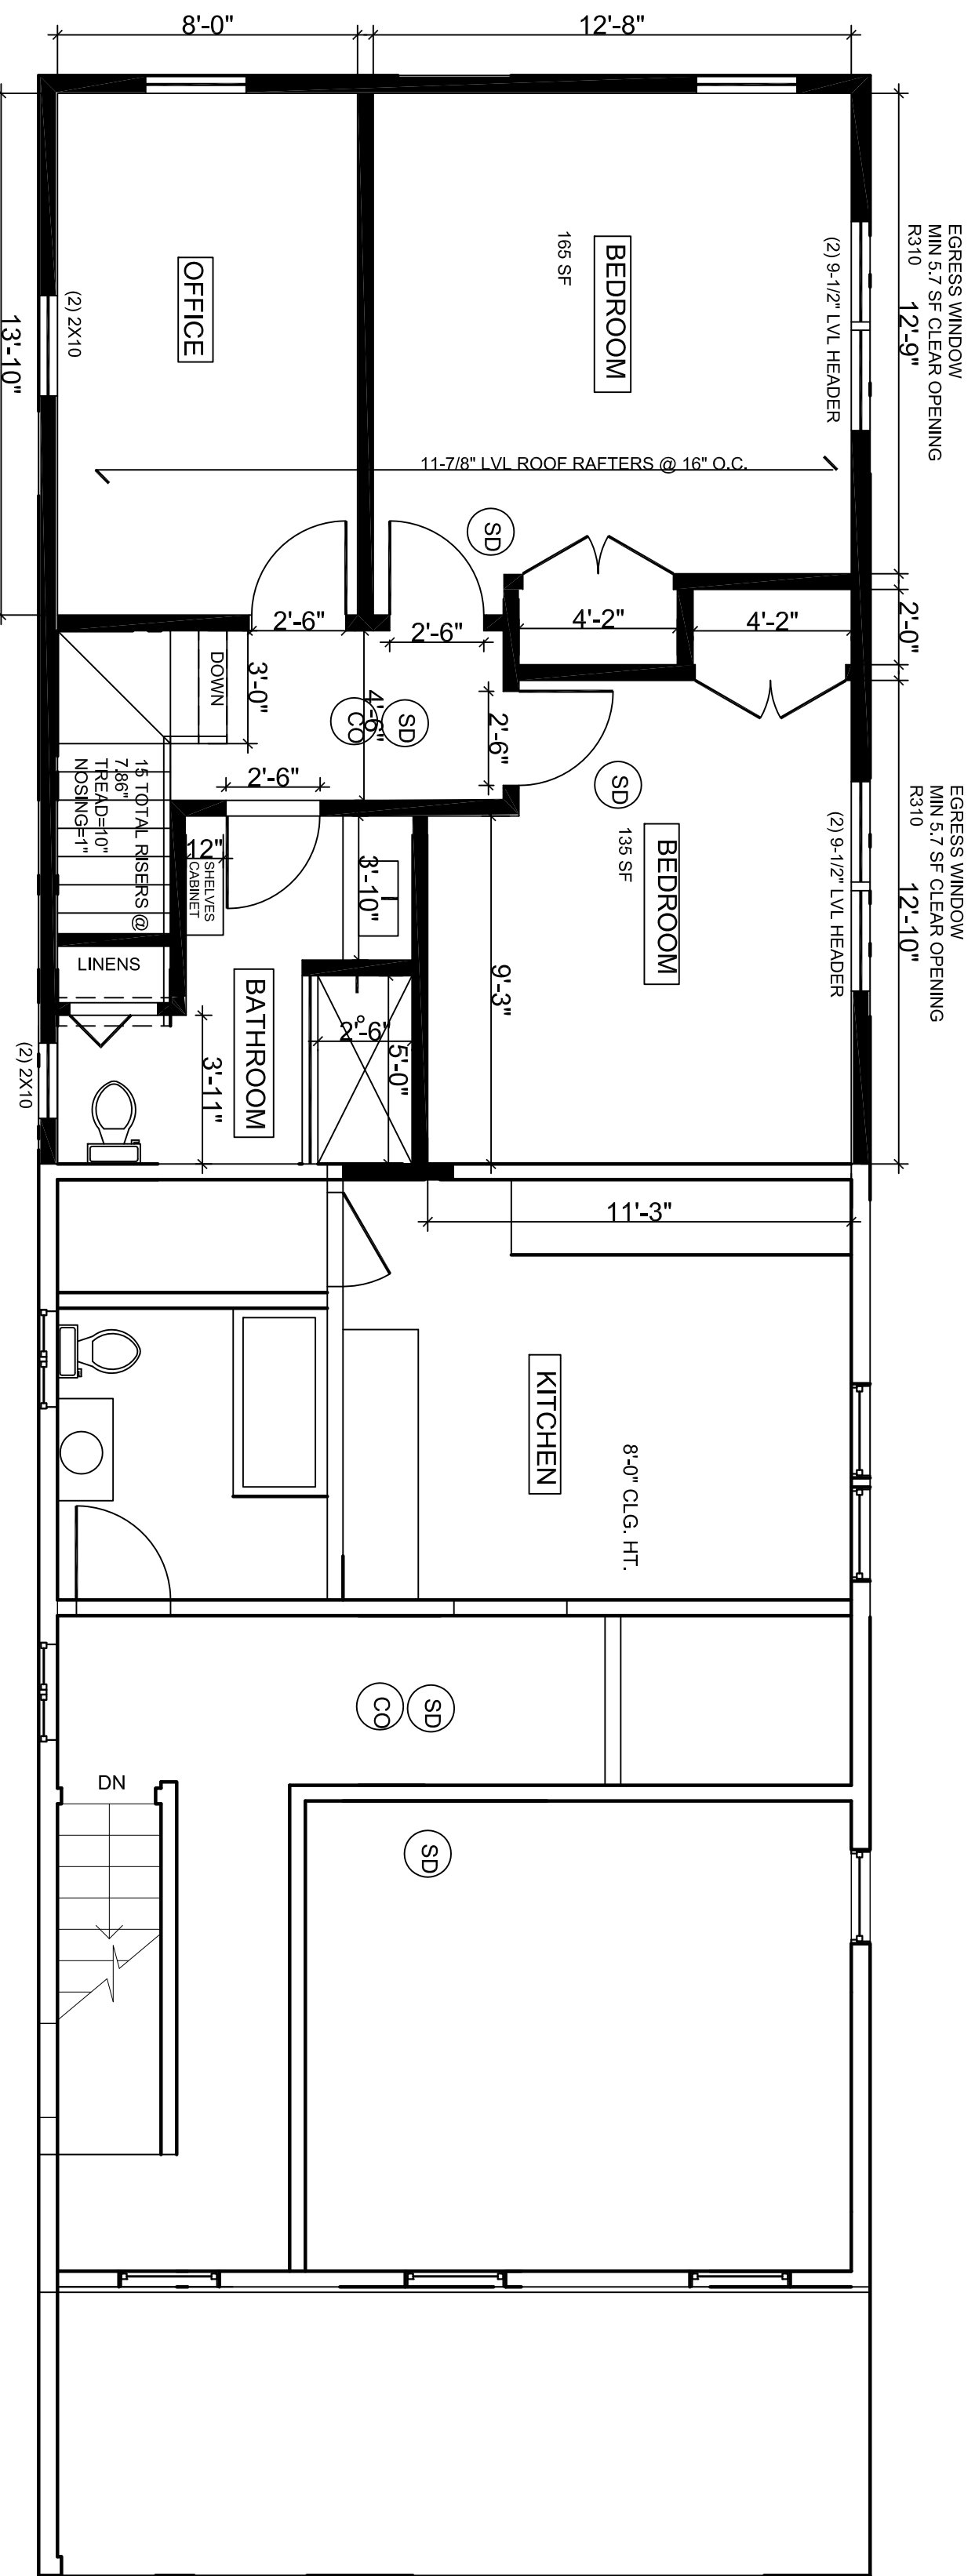 8'-0"
12'-8"
EGRESS WINDOW
MIN 5.7 SF CLEAR OPENING
R310
12'-9"
(2) 9-1/2" LVL HEADER
BEDROOM
165 SF
OFFICE
(2) 2X10
13'-10"
11-7/8" LVL ROOF RAFTERS @ 16" O.C.
SD
2'-6"
2'-6"
4'-2"
4'-2"
2'-0"
DOWN
3'-0"
4'-6"
CO
SD
2'-6"
2'-6"
SD
EGRESS WINDOW
MIN 5.7 SF CLEAR OPENING
R310
12'-10"
(2) 9-1/2" LVL HEADER
BEDROOM
135 SF
15 TOTAL RISERS @
7.86"
TREAD=10"
NOSING=1"
12"
SHELVES
CABINET
3'-10"
LINENS
9'-3"
BATHROOM
2'-6"
5'-0"
3'-11"
(2) 2X10
11'-3"
KITCHEN
8'-0" CLG. HT.
CO
SD
DN
SD